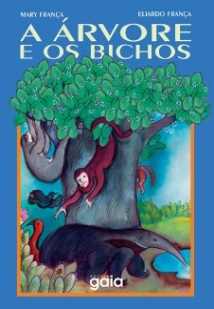 MARY FRANÇA ELIARDO FRANÇA
A ÁRVORE
E OS BICHOS
gaia